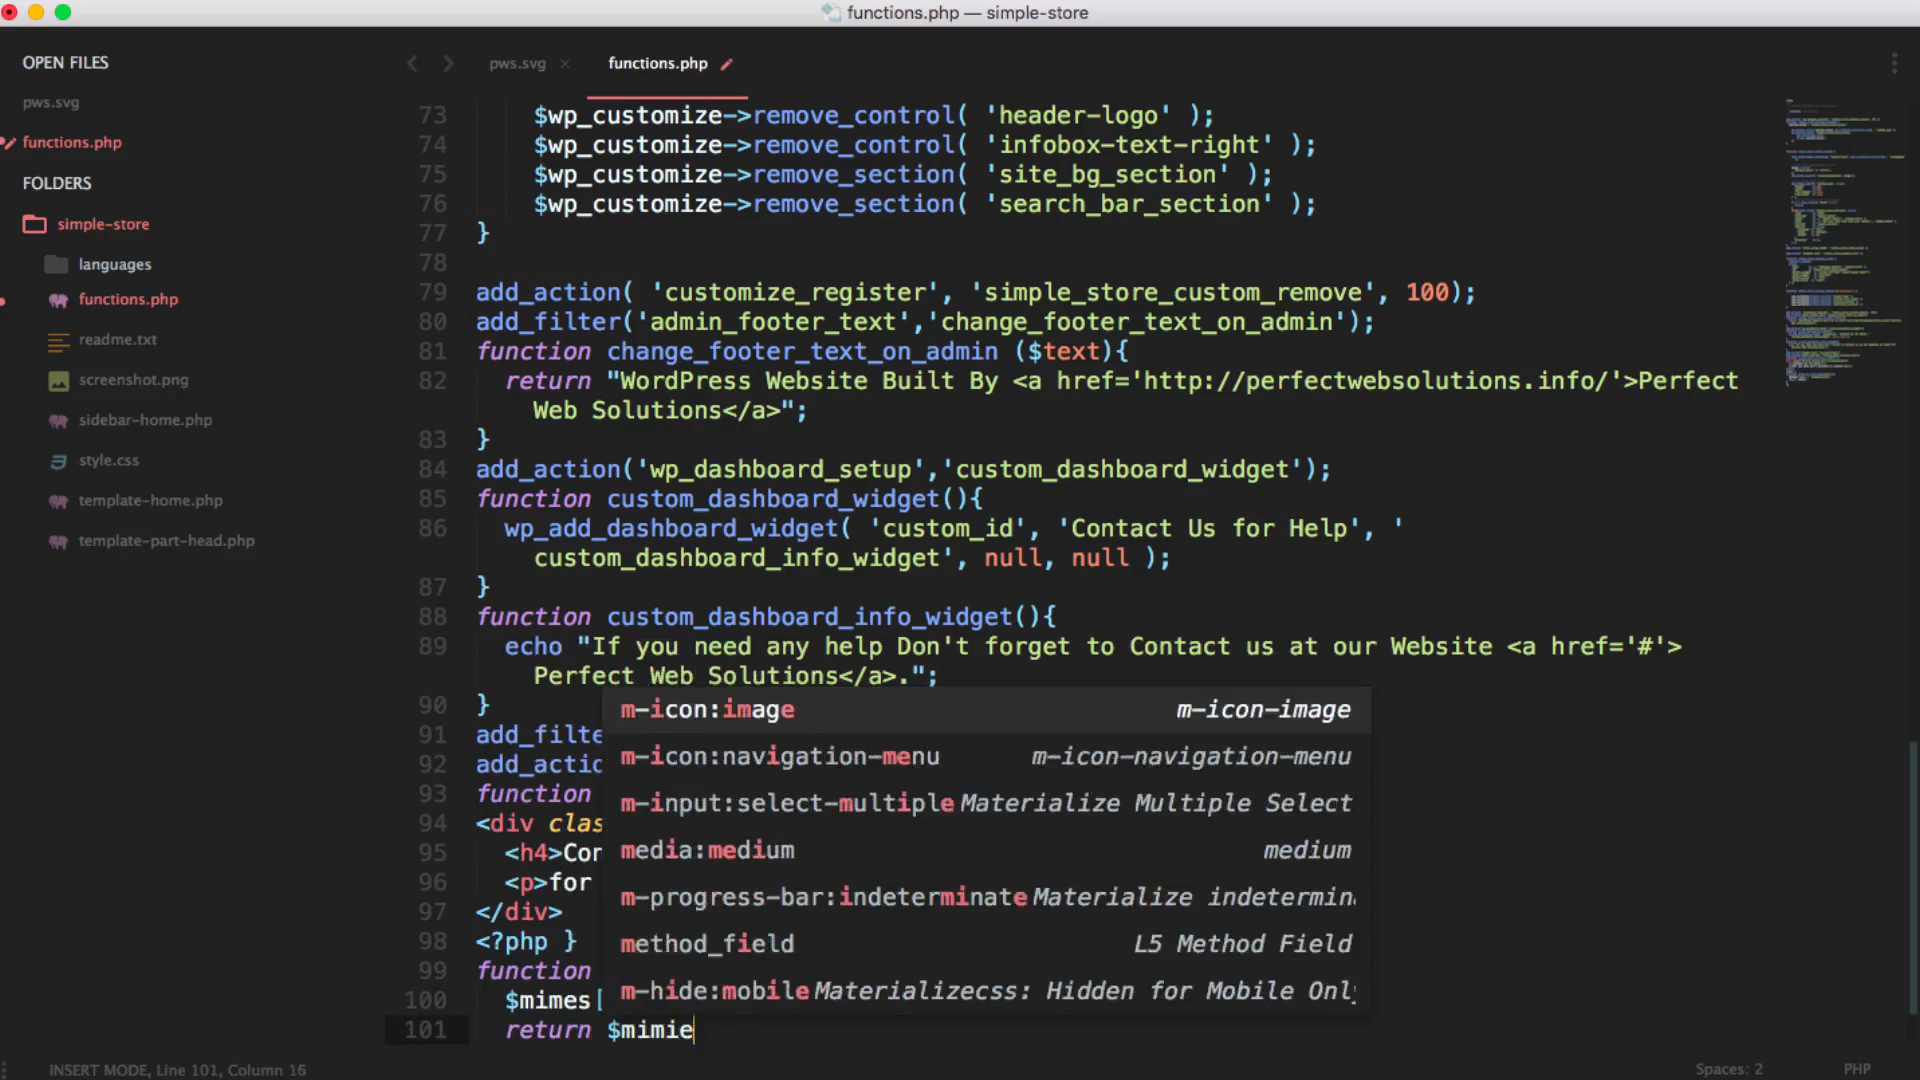 functions.php — simple-store
OPEN FILES
pws.svg
functions.php
FOLDERS
simple-store
languages
functions.php
readme.txt
screenshot.png
sidebar-home.php
style.css
template-home.php
template-part-head.php
pws.svg ×
functions.php
73 $wp_customize->remove_control( 'header-logo' );
74 $wp_customize->remove_control( 'infobox-text-right' );
75 $wp_customize->remove_section( 'site_bg_section' );
76 $wp_customize->remove_section( 'search_bar_section' );
77 }
78
79 add_action( 'customize_register', 'simple_store_custom_remove', 100);
80 add_filter('admin_footer_text','change_footer_text_on_admin');
81 function change_footer_text_on_admin ($text){
82 return "WordPress Website Built By <a href='http://perfectwebsolutions.info/'>Perfect
Web Solutions</a>";
83 }
84 add_action('wp_dashboard_setup','custom_dashboard_widget');
85 function custom_dashboard_widget(){
86 wp_add_dashboard_widget( 'custom_id', 'Contact Us for Help', '
custom_dashboard_info_widget', null, null );
87 }
88 function custom_dashboard_info_widget(){
89 echo "If you need any help Don't forget to Contact us at our Website <a href='#'>
Perfect Web Solutions</a>.";
90 }
91 add_filte
92 add_actio
93 function
94 <div clas
95 <h4>Con
96 <p>for
97 </div>
98 <?php }
99 function
100 $mimes[
101 return $mimie
m-icon:image m-icon-image
m-icon:navigation-menu m-icon-navigation-menu
m-input:select-multiple Materialize Multiple Select
media:medium medium
m-progress-bar:indeterminate Materialize indetermin
method_field L5 Method Field
m-hide:mobile Materializecss: Hidden for Mobile Onl
INSERT MODE, Line 101, Column 16
Spaces: 2
PHP